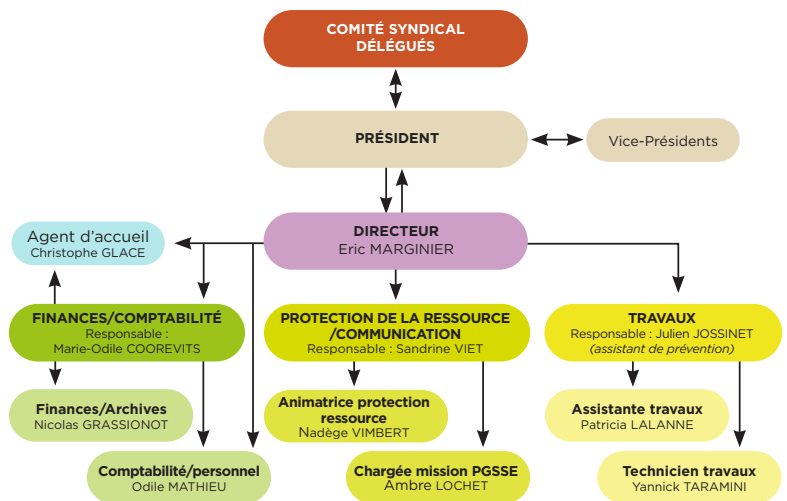 COMITÉ SYNDICAL
DÉLÉGUÉS
PRÉSIDENT
Vice-Présidents
DIRECTEUR
Eric MARGINIER
Agent d'accueil
Christophe GLACE
FINANCES/COMPTABILITÉ
Responsable :
Marie-Odile COOREVITS
PROTECTION DE LA RESSOURCE
/COMMUNICATION
Responsable : Sandrine VIET
TRAVAUX
Responsable : Julien JOSSINET
(assistant de prévention)
Finances/Archives
Nicolas GRASSIONOT
Animatrice protection
ressource
Nadège VIMBERT
Assistante travaux
Patricia LALANNE
Comptabilité/personnel
Odile MATHIEU
Chargée mission PGSSE
Ambre LOCHET
Technicien travaux
Yannick TARAMINI